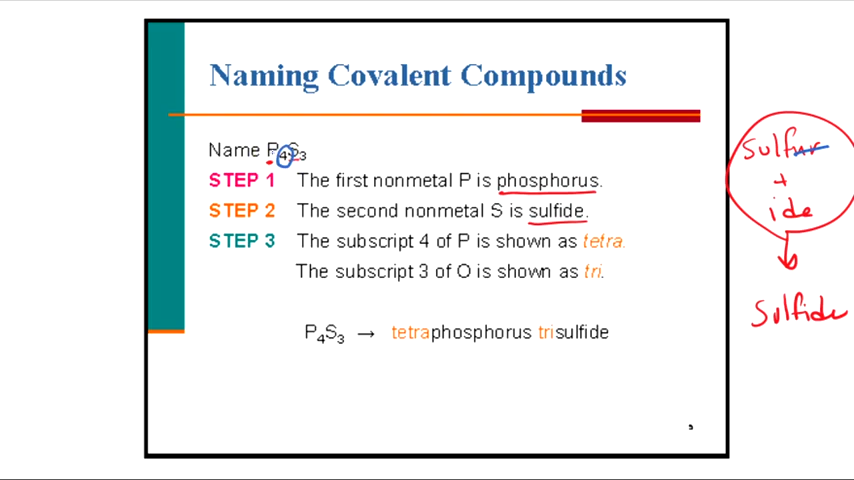 Naming Covalent Compounds
Name P₄S₃
STEP 1 The first nonmetal P is phosphorus.
STEP 2 The second nonmetal S is sulfide.
STEP 3 The subscript 4 of P is shown as tetra.
The subscript 3 of O is shown as tri.
P₄S₃ → tetraphosphorus trisulfide
sulfur
+
ide
Sulfide